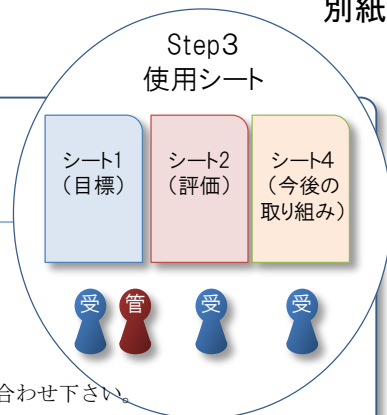 別紙
Step3
使用シート
シート1
(目標)
シート2
(評価)
シート4
(今後の
取り組み)
受
管
受
受
合わせ下さい。